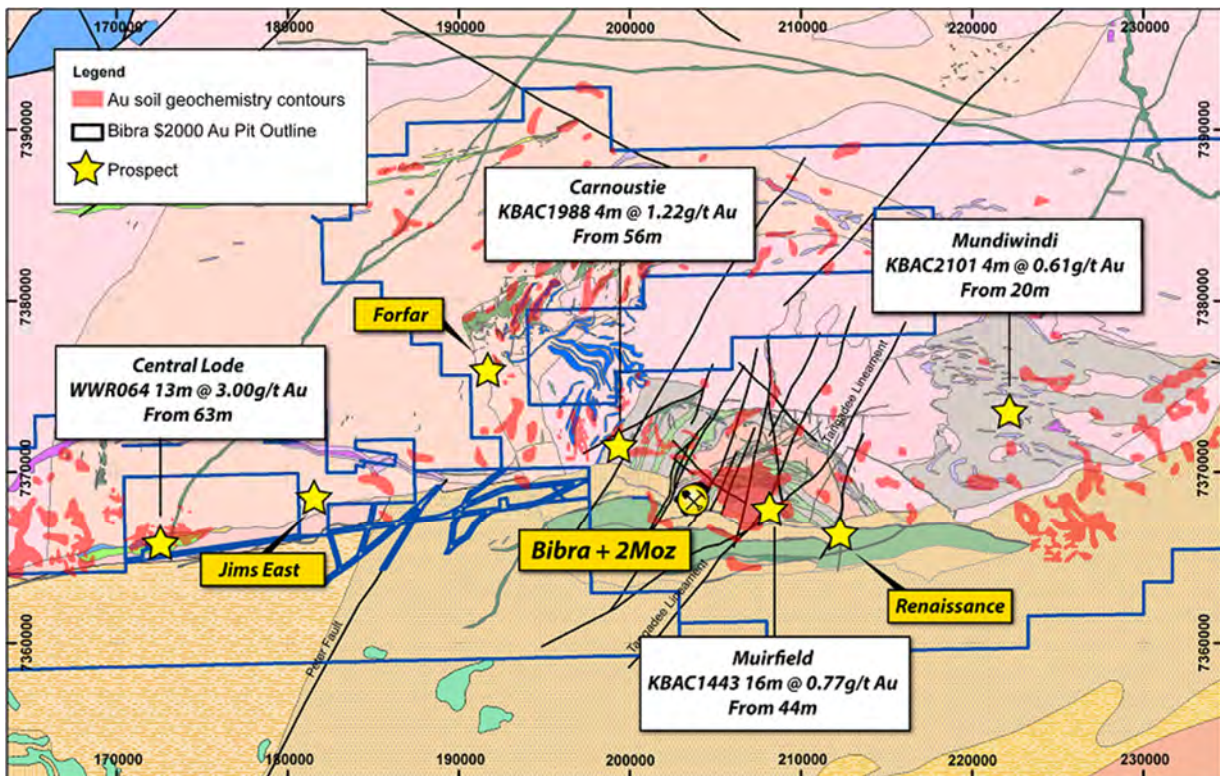 170000
180000
190000
200000
210000
220000
230000
Legend
Au soil geochemistry contours
Bibra $2000 Au Pit Outline
Prospect
7390000
7390000
Carnoustie
KBAC1988 4m @ 1.22g/t Au
From 56m
Mundiwindi
KBAC2101 4m @ 0.61g/t Au
From 20m
7380000
7380000
Forfar
Central Lode
WWR064 13m @ 3.00g/t Au
From 63m
Tangadee Lineament
7370000
7370000
Jims East
Bibra + 2Moz
Renaissance
Tangadee Lineament
Peter Fault
7360000
7360000
Muirfield
KBAC1443 16m @ 0.77g/t Au
From 44m
170000
180000
190000
200000
210000
220000
230000